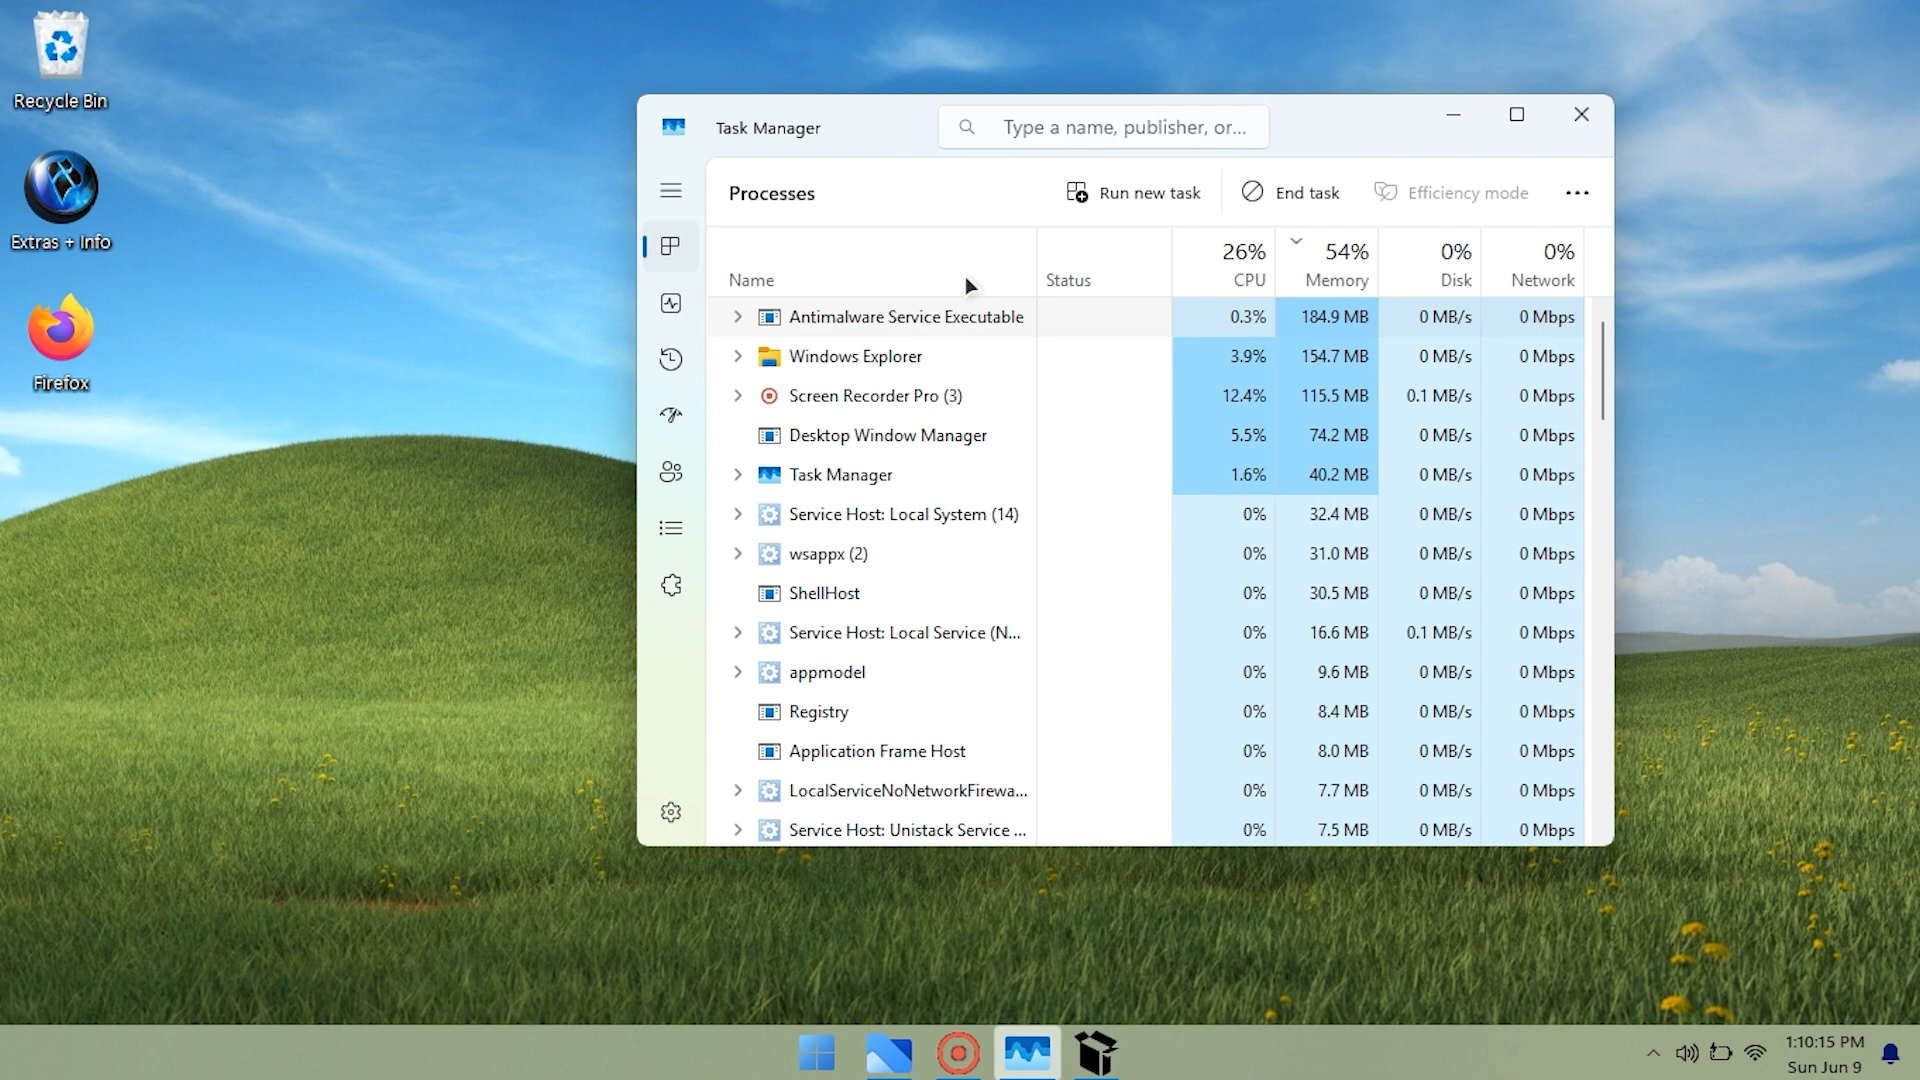 Recycle Bin
Extras + Info
Firefox
Task Manager
Type a name, publisher, or...
Processes
Run new task
End task
Efficiency mode
26% 54% 0% 0%
Name Status CPU Memory Disk Network
Antimalware Service Executable 0.3% 184.9 MB 0 MB/s 0 Mbps
Windows Explorer 3.9% 154.7 MB 0 MB/s 0 Mbps
Screen Recorder Pro (3) 12.4% 115.5 MB 0.1 MB/s 0 Mbps
Desktop Window Manager 5.5% 74.2 MB 0 MB/s 0 Mbps
Task Manager 1.6% 40.2 MB 0 MB/s 0 Mbps
Service Host: Local System (14) 0% 32.4 MB 0 MB/s 0 Mbps
wsappx (2) 0% 31.0 MB 0 MB/s 0 Mbps
ShellHost 0% 30.5 MB 0 MB/s 0 Mbps
Service Host: Local Service (N... 0% 16.6 MB 0.1 MB/s 0 Mbps
appmodel 0% 9.6 MB 0 MB/s 0 Mbps
Registry 0% 8.4 MB 0 MB/s 0 Mbps
Application Frame Host 0% 8.0 MB 0 MB/s 0 Mbps
LocalServiceNoNetworkFirewa... 0% 7.7 MB 0 MB/s 0 Mbps
Service Host: Unistack Service ... 0% 7.5 MB 0 MB/s 0 Mbps
1:10:15 PM
Sun Jun 9